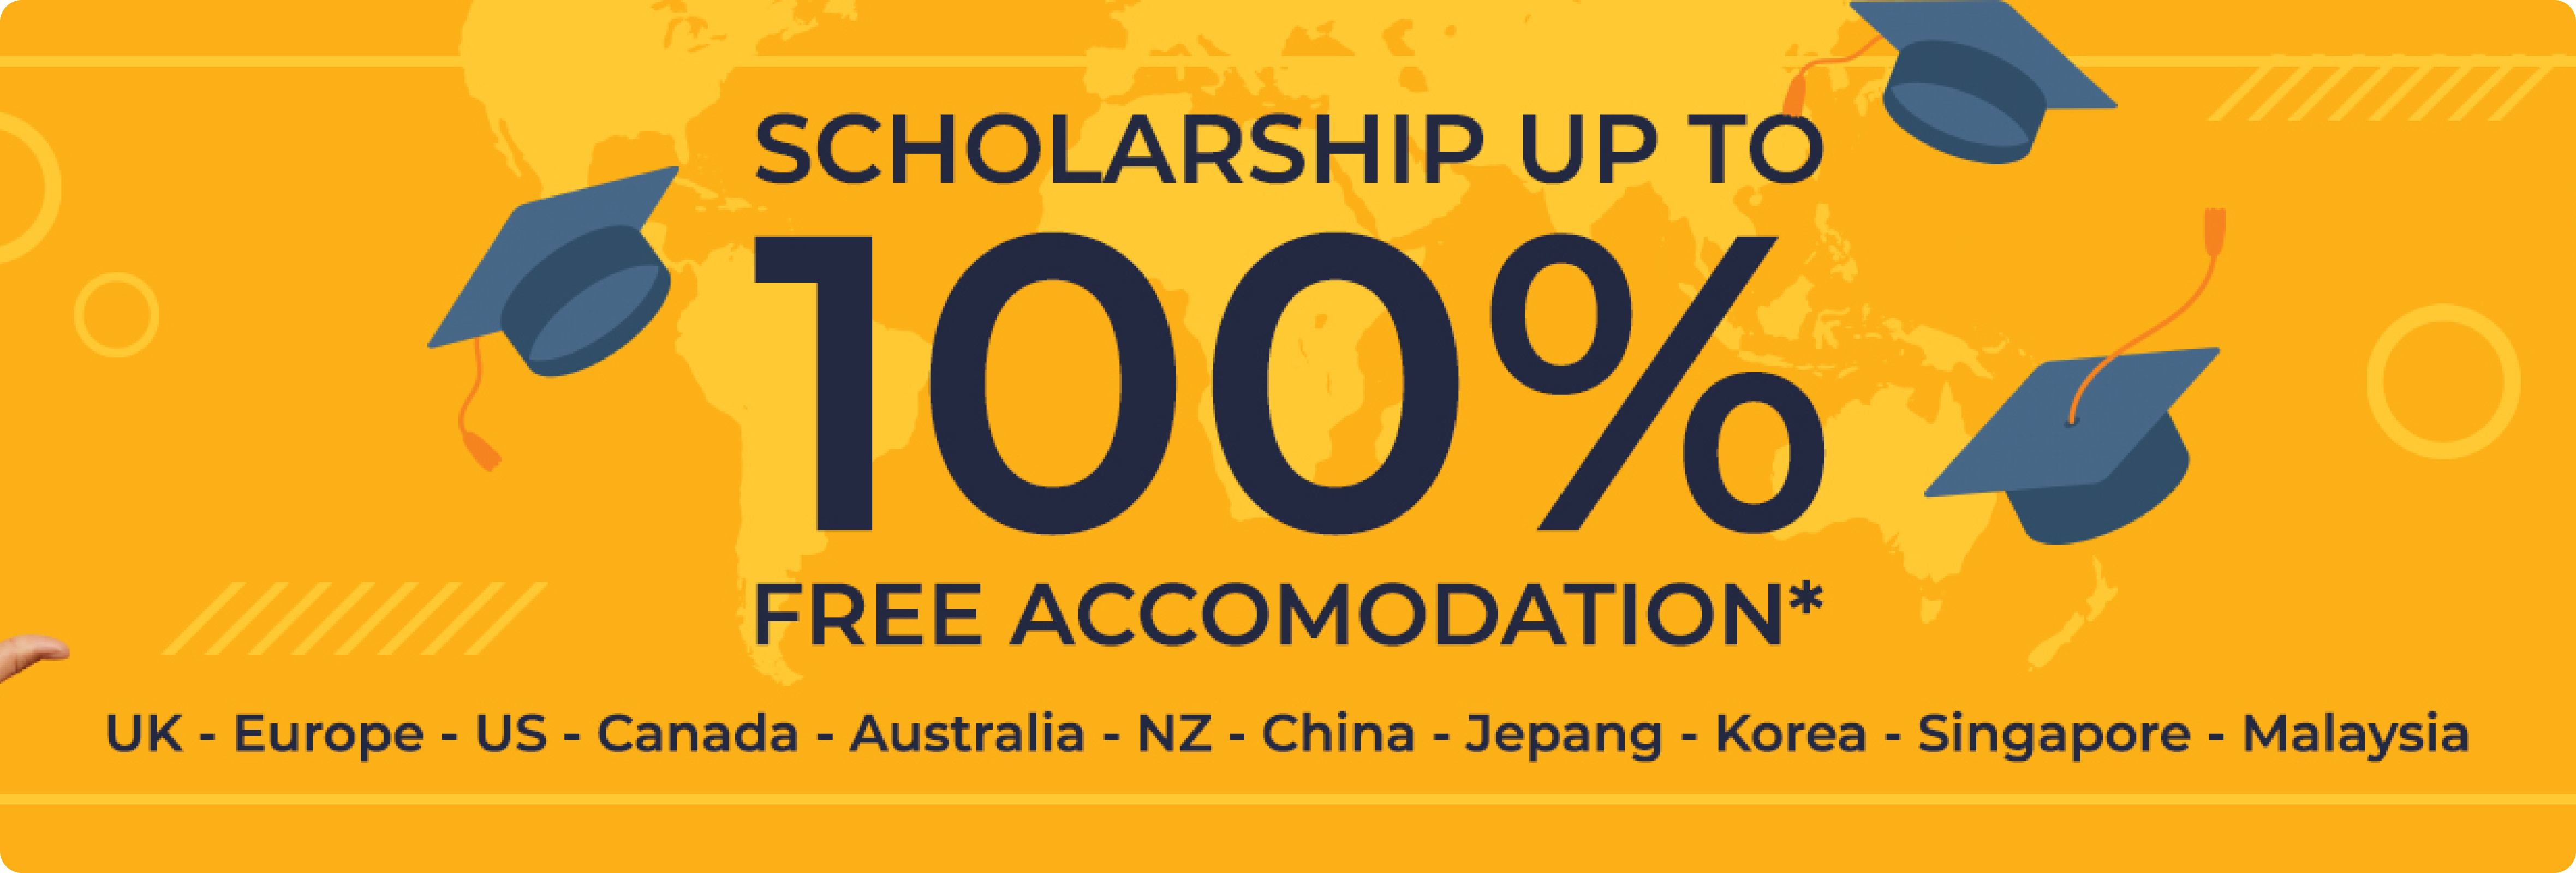 SCHOLARSHIP UP TO
100%
FREE ACCOMODATION*
UK - Europe - US - Canada - Australia - NZ - China - Jepang - Korea - Singapore - Malaysia